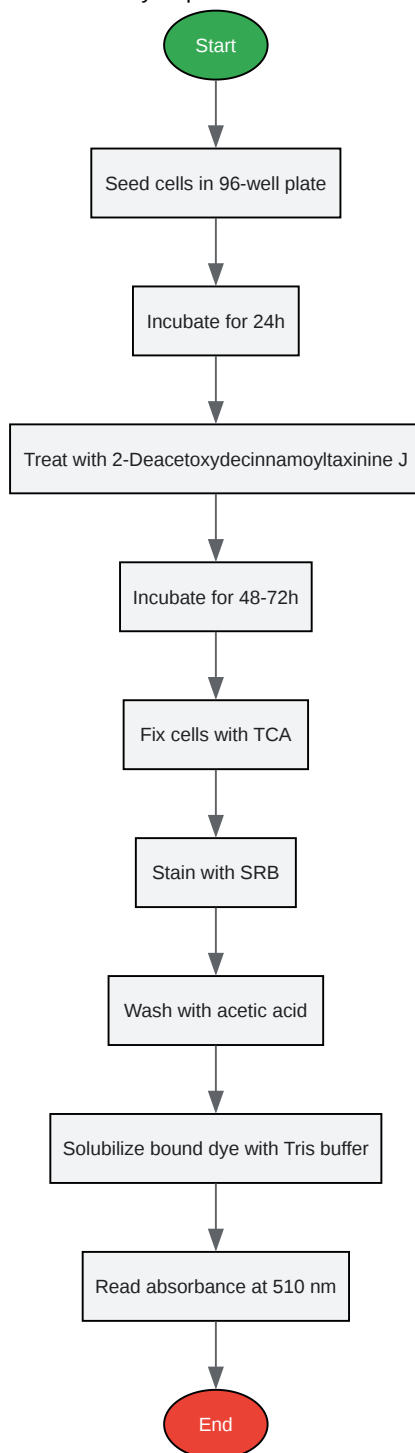 Start
Seed cells in 96-well plate
Incubate for 24h
Treat with 2-Deacetoxydecinnamoyltaxinine J
Incubate for 48-72h
Fix cells with TCA
Stain with SRB
Wash with acetic acid
Solubilize bound dye with Tris buffer
Read absorbance at 510 nm
End